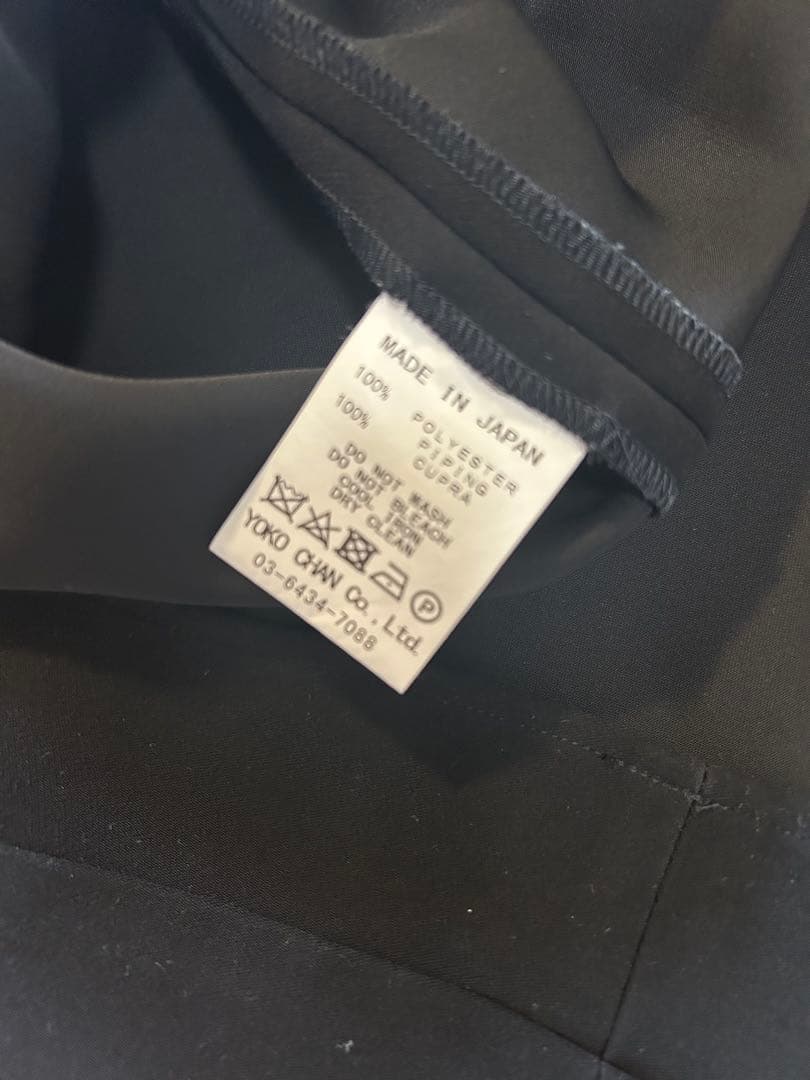 MADE IN JAPAN
100% POLYESTER
PIPING
100% CUPRA
DO NOT WASH
DO NOT BLEACH
COOL IRON
DRY CLEAN
P
YOKO CHAN Co., Ltd.
03-6434-7088